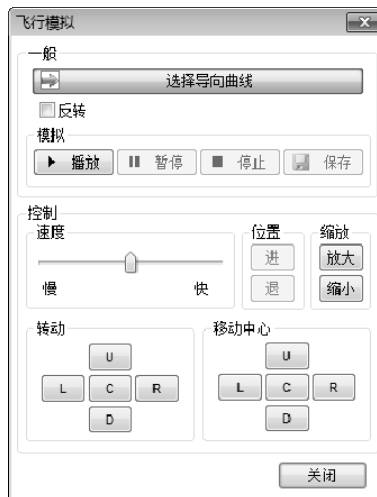 飞行模拟
一般
选择导向曲线
反转
模拟
播放 暂停 停止 保存
控制
速度 位置 缩放
进 放大
慢 快 退 缩小
转动 移动中心
U U
L C R L C R
D D
关闭